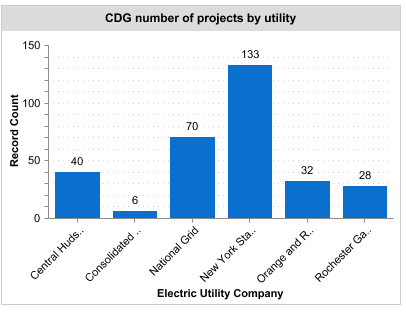 CDG number of projects by utility
150
100
50
0
Record Count
40
6
70
133
32
28
Central Huds..
Consolidated ..
National Grid
New York Sta..
Orange and R..
Rochester Ga..
Electric Utility Company